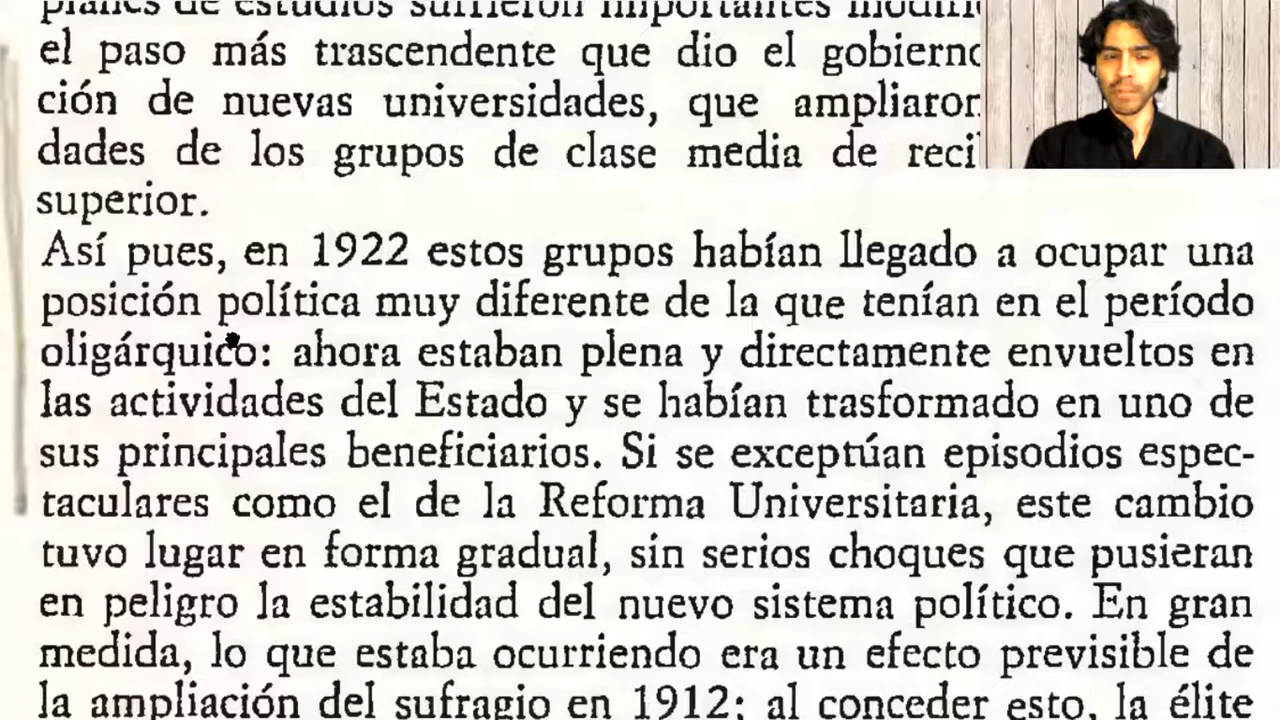 planes de estudios sufrieron importantes modifi
el paso más trascendente que dio el gobierno
ción de nuevas universidades, que ampliaron
dades de los grupos de clase media de reci
superior.
Así pues, en 1922 estos grupos habían llegado a ocupar una
posición política muy diferente de la que tenían en el período
oligárquico: ahora estaban plena y directamente envueltos en
las actividades del Estado y se habían trasformado en uno de
sus principales beneficiarios. Si se exceptúan episodios espec-
taculares como el de la Reforma Universitaria, este cambio
tuvo lugar en forma gradual, sin serios choques que pusieran
en peligro la estabilidad del nuevo sistema político. En gran
medida, lo que estaba ocurriendo era un efecto previsible de
la ampliación del sufragio en 1912: al conceder esto, la élite